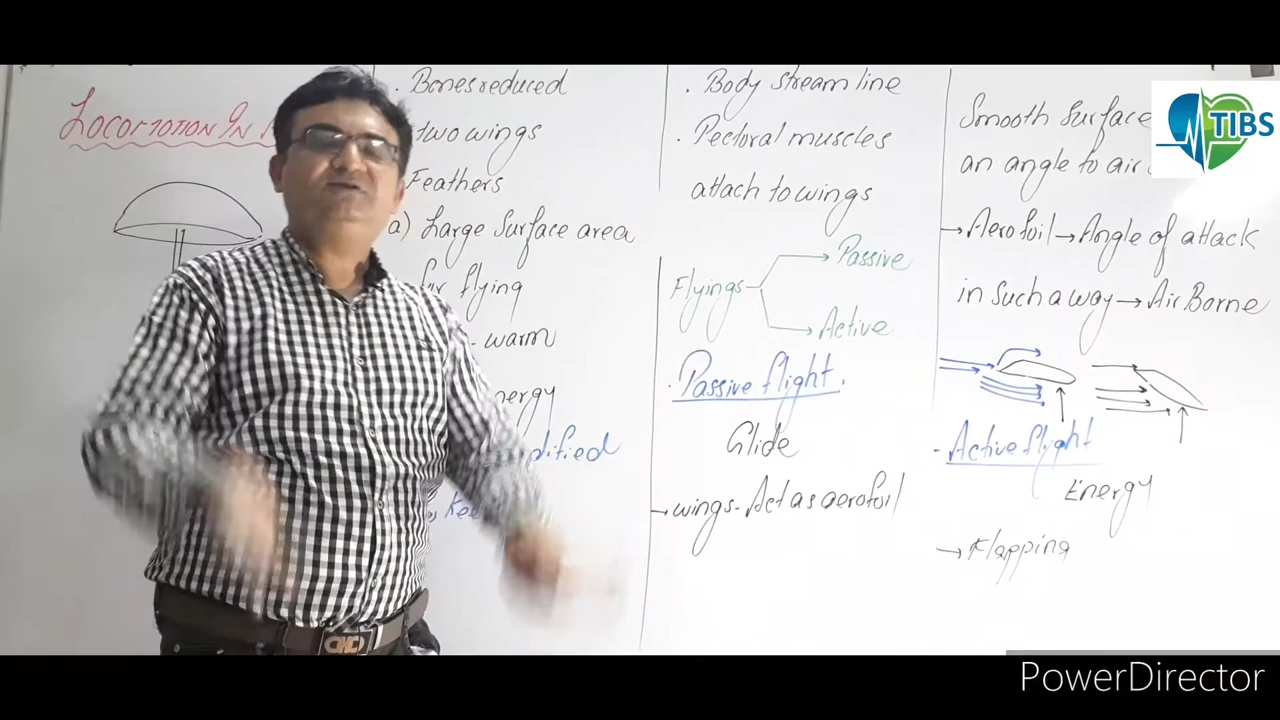 LOCOMOTION IN
. Bones reduced
two wings
Feathers
a) Large Surface area
for flying
- warm
. Body stream line
. Pectoral muscles
attach to wings
Flyings
Passive
Active
. Passive flight.
Glide
→ wings - Act as aerofoil
Smooth Surface
an angle to air
→ Aerofoil → Angle of attack
in Such a way → Air Borne
- Active flight
Energy
→ Flapping
TIBS
PowerDirector